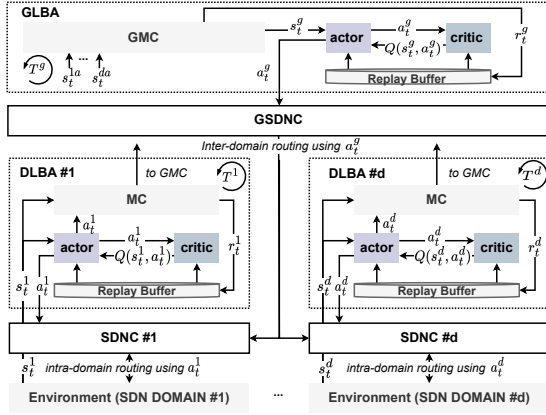 GLBA
GMC
s_t^g
actor
a_t^g
critic
r_t^g
Q(s_t^g, a_t^g)
T^g
s_t^{1a} ... s_t^{da}
a_t^g
Replay Buffer
GSDNC
Inter-domain routing using a_t^g
DLBA #1
to GMC
T^1
MC
a_t^1
actor
a_t^1
critic
r_t^1
Q(s_t^1, a_t^1)
s_t^1
a_t^1
Replay Buffer
SDNC #1
s_t^1
intra-domain routing using a_t^1
Environment (SDN DOMAIN #1)
...
DLBA #d
to GMC
T^d
MC
a_t^d
actor
a_t^d
critic
r_t^d
Q(s_t^d, a_t^d)
s_t^d
a_t^d
Replay Buffer
SDNC #d
s_t^d
intra-domain routing using a_t^d
Environment (SDN DOMAIN #d)